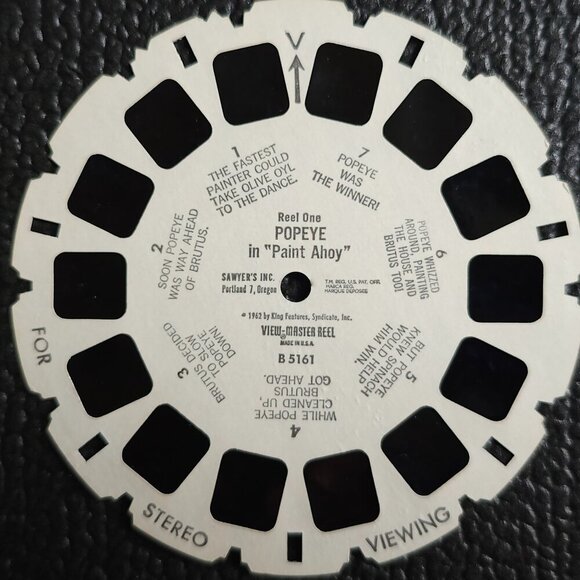 V
Reel One
POPEYE
in "Paint Ahoy"
SAWYER'S INC.
Portland 7, Oregon
T.M. REG. U.S. PAT. OFF.
MARCA REG.
MARQUE DEPOSEE
© 1962 by King Features, Syndicate, Inc.
VIEW-MASTER REEL
MADE IN U.S.A.
B 5161
1
THE FASTEST
PAINTER COULD
TAKE OLIVE OYL
TO THE DANCE.
2
SOON POPEYE
WAS WAY AHEAD
OF BRUTUS.
3
BRUTUS DECIDED
TO SLOW
POPEYE
DOWN!
4
WHILE POPEYE
CLEANED UP,
BRUTUS
GOT AHEAD.
5
BUT POPEYE
KNEW SPINACH
WOULD HELP
HIM WIN.
6
POPEYE WHIZZED
AROUND, PAINTING
THE HOUSE AND
BRUTUS TOO!
7
POPEYE
WAS
THE WINNER!
FOR
STEREO
VIEWING